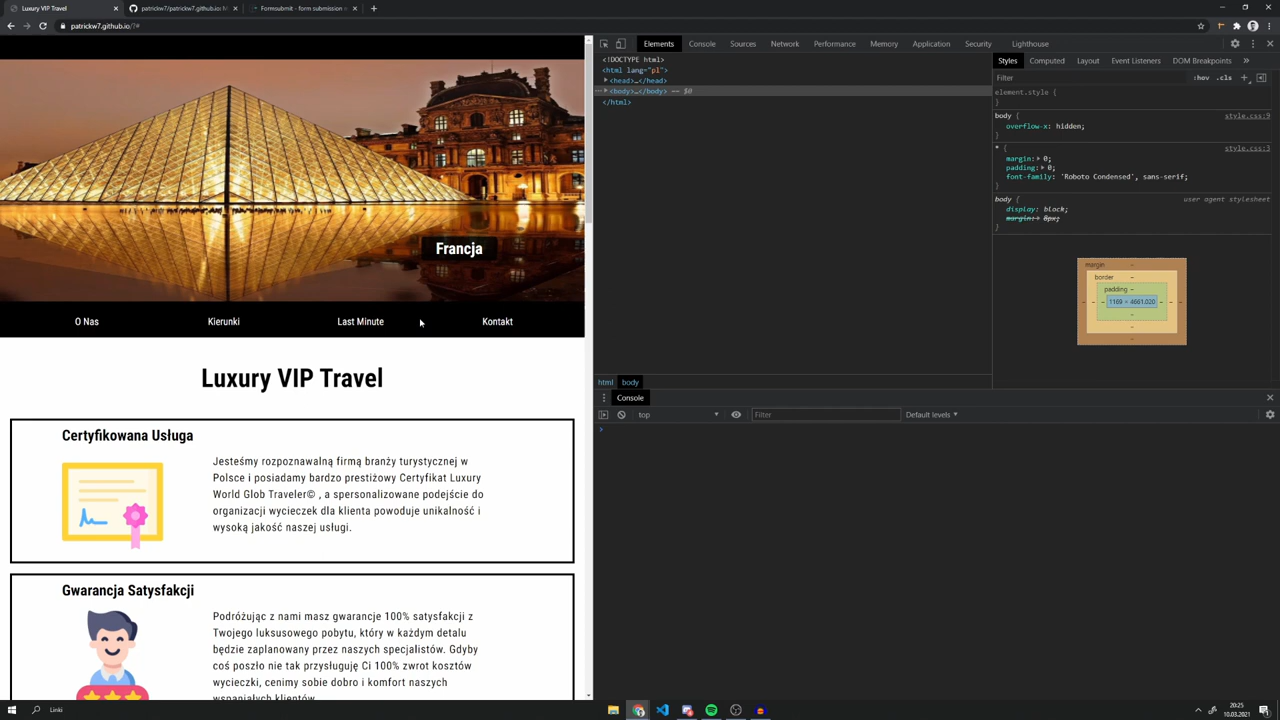 Luxury VIP Travel
patrickw7/patrickw7.github.io
Formsubmit - form submission
patrickw7.github.io/?#
Francja
O Nas
Kierunki
Last Minute
Kontakt
Luxury VIP Travel
Certyfikowana Usługa
Jesteśmy rozpoznawalną firmą branży turystycznej w
Polsce i posiadamy bardzo prestiżowy Certyfikat Luxury
World Glob Traveler© , a spersonalizowane podejście do
organizacji wycieczek dla klienta powoduje unikalność i
wysoką jakość naszej usługi.
Gwarancja Satysfakcji
Podróżując z nami masz gwarancje 100% satysfakcji z
Twojego luksusowego pobytu, który w każdym detalu
będzie zaplanowany przez naszych specjalistów. Gdyby
coś poszło nie tak przysługuję Ci 100% zwrot kosztów
wycieczki, cenimy sobie dobro i komfort naszych
wspaniałych klientów.
Elements Console Sources Network Performance Memory Application Security Lighthouse
<!DOCTYPE html>
<html lang="pl">
<head>…</head>
<body>…</body> == $0
</html>
html body
Styles Computed Layout Event Listeners DOM Breakpoints »
Filter :hov .cls +
element.style {
}
body { style.css:9
overflow-x: hidden;
}
* { style.css:3
margin: 0;
padding: 0;
font-family: 'Roboto Condensed', sans-serif;
}
body { user agent stylesheet
display: block;
margin: 8px;
}
margin –
border –
padding –
1169 × 4661.020
Console
top Filter Default levels
Linki
20:25
10.03.2021